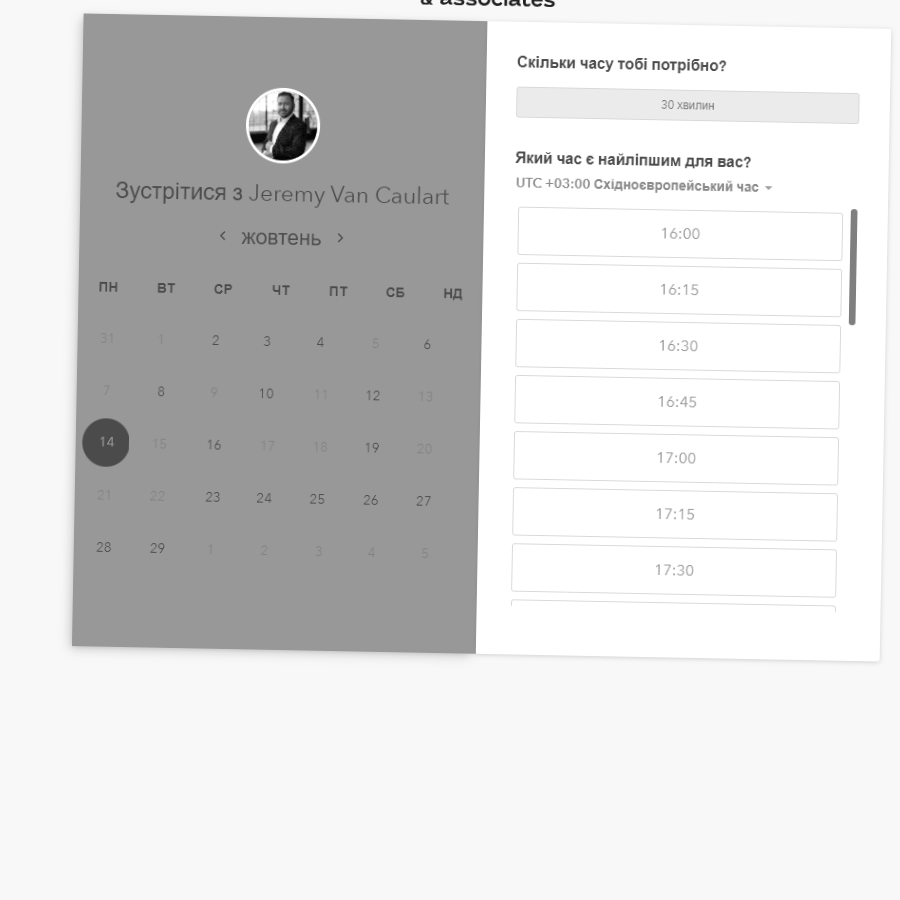 & associates
Зустрітися з Jeremy Van Caulart
жовтень
ПН ВТ СР ЧТ ПТ СБ НД
31 1 2 3 4 5 6
7 8 9 10 11 12 13
14 15 16 17 18 19 20
21 22 23 24 25 26 27
28 29 1 2 3 4 5
Скільки часу тобі потрібно?
30 хвилин
Який час є найліпшим для вас?
UTC +03:00 Східноєвропейський час
16:00
16:15
16:30
16:45
17:00
17:15
17:30